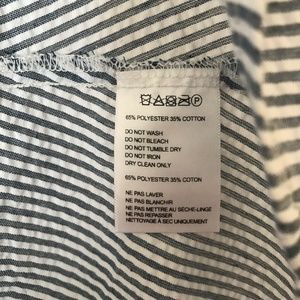 65% POLYESTER 35% COTTON
DO NOT WASH
DO NOT BLEACH
DO NOT TUMBLE DRY
DO NOT IRON
DRY CLEAN ONLY
65% POLYESTER 35% COTTON
NE PAS LAVER
NE PAS BLANCHIR
NE PAS METTRE AU SÈCHE-LINGE
NE PAS REPASSER
NETTOYAGE À SEC UNIQUEMENT